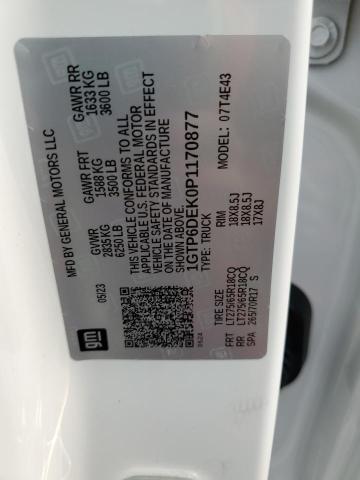 MFD BY GENERAL MOTORS LLC
05/23
GVWR
2835 KG
6250 LB
GAWR FRT
1588 KG
3500 LB
GAWR RR
1633 KG
3600 LB
THIS VEHICLE CONFORMS TO ALL
APPLICABLE U.S. FEDERAL MOTOR
VEHICLE SAFETY STANDARDS IN EFFECT
ON THE DATE OF MANUFACTURE SHOWN ABOVE
1GTP6DEK0P1170877
TYPE: TRUCK
07T4E43
gm
TIRE SIZE RIM
FRT LT275/65R18CQ 18X8.5J
RR LT275/65R18CQ 18X8.5J
SPA 265/70R17 S 17X8J